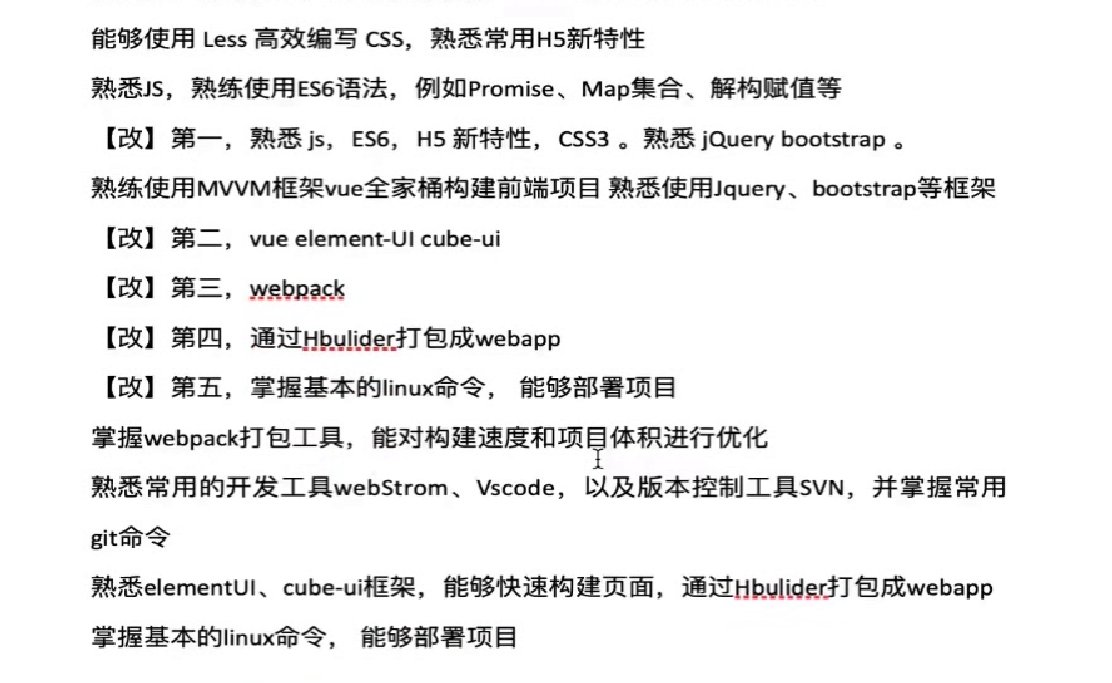 能够使用 Less 高效编写 CSS，熟悉常用H5新特性
熟悉JS，熟练使用ES6语法，例如Promise、Map集合、解构赋值等
【改】第一，熟悉 js，ES6，H5 新特性，CSS3 。熟悉 jQuery bootstrap 。
熟练使用MVVM框架vue全家桶构建前端项目 熟悉使用Jquery、bootstrap等框架
【改】第二，vue element-UI cube-ui
【改】第三，webpack
【改】第四，通过Hbulider打包成webapp
【改】第五，掌握基本的linux命令， 能够部署项目
掌握webpack打包工具，能对构建速度和项目体积进行优化
熟悉常用的开发工具webStrom、Vscode，以及版本控制工具SVN，并掌握常用
git命令
熟悉elementUI、cube-ui框架，能够快速构建页面，通过Hbulider打包成webapp
掌握基本的linux命令， 能够部署项目